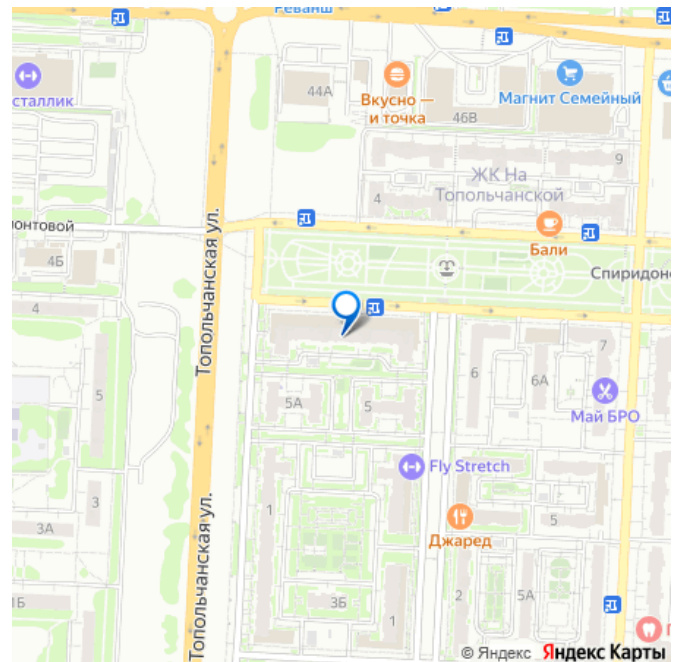 Реванш
44А
Вкусно —
и точка
Магнит Семейный
46В
сталлик
9
ЖК На
Топольчанской
4
монтовой
Бали
4Б
Спиридоно
Топольчанская ул.
4
7
6
6А
5
5А
5
Май БРО
Fly Stretch
3
1
Джаред
5
3А
Топольчанская ул.
1Б
3Б
1
2
5А
© Яндекс Яндекс Карты